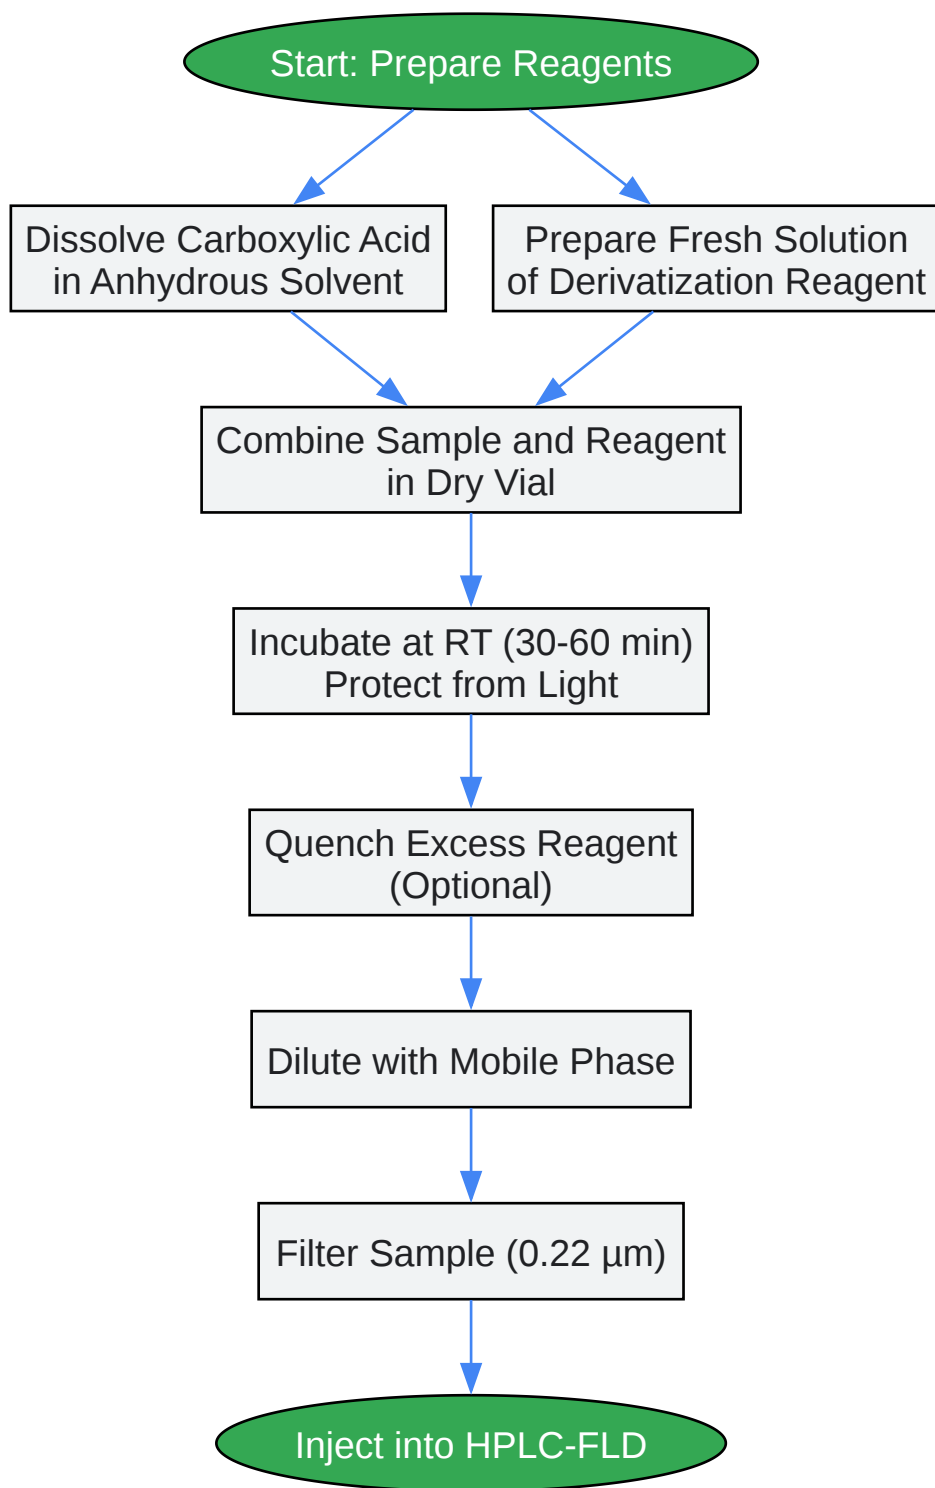 Start: Prepare Reagents
Dissolve Carboxylic Acid
in Anhydrous Solvent
Prepare Fresh Solution
of Derivatization Reagent
Combine Sample and Reagent
in Dry Vial
Incubate at RT (30-60 min)
Protect from Light
Quench Excess Reagent
(Optional)
Dilute with Mobile Phase
Filter Sample (0.22 µm)
Inject into HPLC-FLD